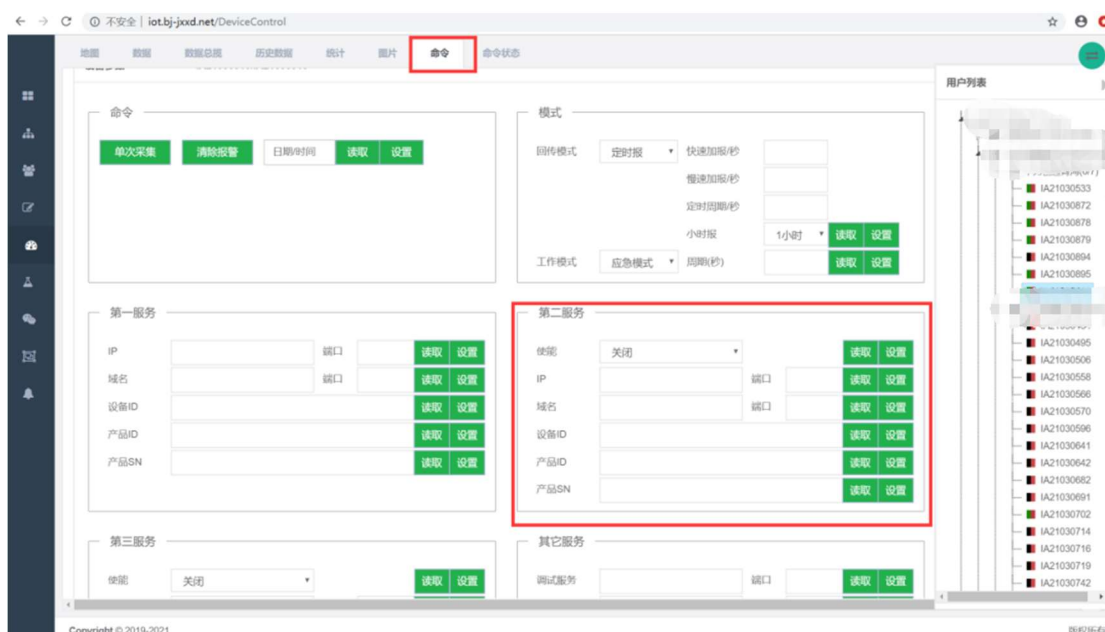 不安全 | iot.bj-jxxd.net/DeviceControl
地图 数据 数据总揽 历史数据 统计 图片 命令 命令状态
用户列表
命令
单次采集 清除报警 日期/时间 读取 设置
模式
回传模式 定时报 快速加报/秒
慢速加报/秒
定时周期/秒
小时报 1小时 读取 设置
工作模式 应急模式 周期(秒) 读取 设置
第一服务
IP 端口 读取 设置
域名 端口 读取 设置
设备ID 读取 设置
产品ID 读取 设置
产品SN 读取 设置
第二服务
使能 关闭 读取 设置
IP 端口 读取 设置
域名 端口 读取 设置
设备ID 读取 设置
产品ID 读取 设置
产品SN 读取 设置
第三服务
使能 关闭 读取 设置
其它服务
调试服务 端口 读取 设置
IA21030533
IA21030872
IA21030878
IA21030879
IA21030894
IA21030895
IA21030495
IA21030506
IA21030558
IA21030566
IA21030570
IA21030596
IA21030641
IA21030642
IA21030682
IA21030691
IA21030702
IA21030714
IA21030716
IA21030719
IA21030742
Copyright © 2019-2021
版权所有